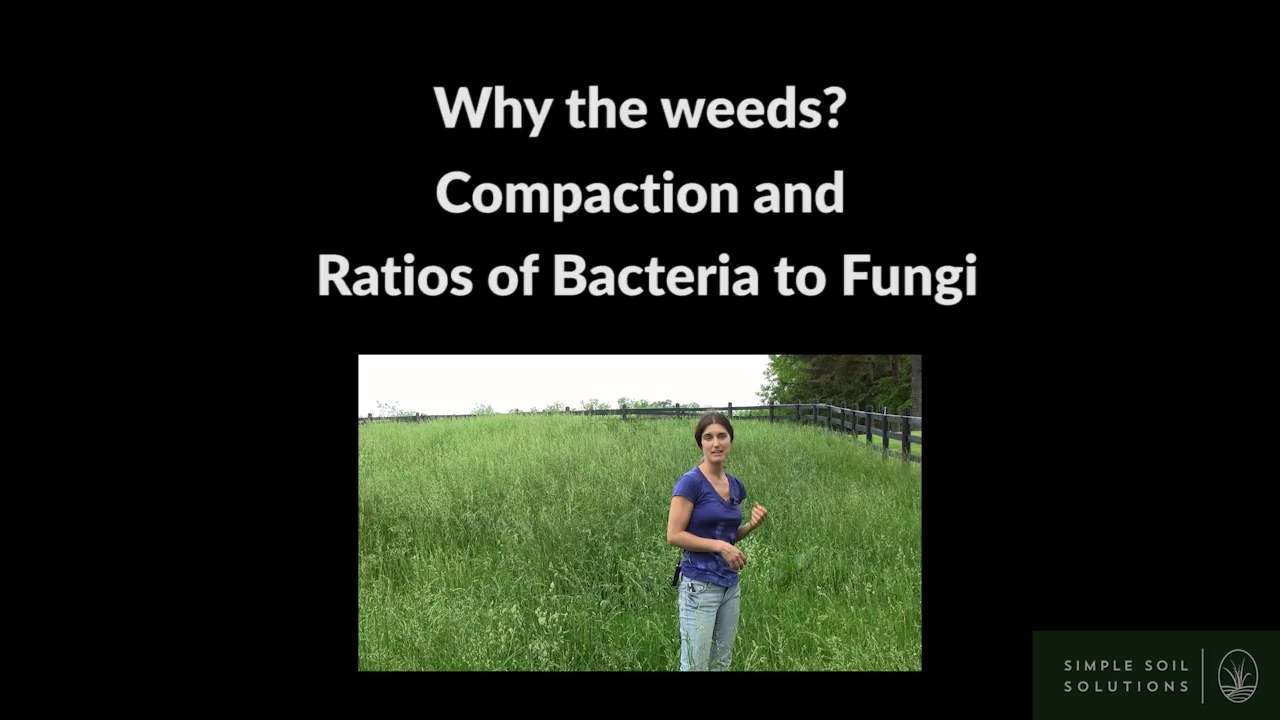 Why the weeds?
Compaction and
Ratios of Bacteria to Fungi
SIMPLE SOIL
SOLUTIONS